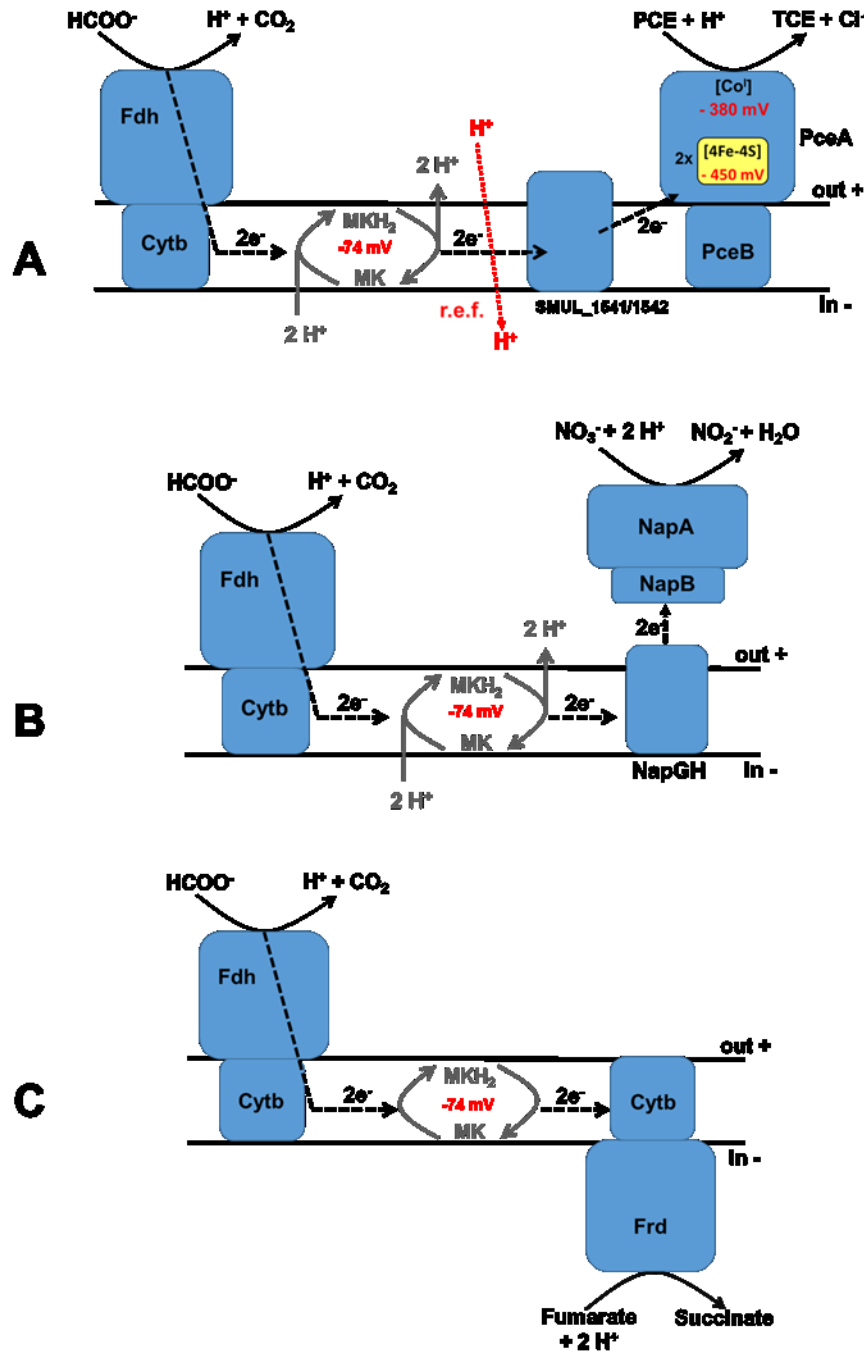 HCOO⁻ H⁺ + CO₂ PCE + H⁺ TCE + Cl⁻
Fdh [Coᴵ]
- 380 mV
PceA
2x [4Fe-4S]
- 450 mV
H⁺
2 H⁺
out +
Cytb 2e⁻ MKH₂ 2e⁻ 2e⁻
-74 mV
MK
PceB
A
r.e.f. SMUL_1541/1542 In -
2 H⁺ H⁺
NO₃⁻ + 2 H⁺ NO₂⁻ + H₂O
HCOO⁻ H⁺ + CO₂
NapA
Fdh
NapB
2 H⁺ 2e⁻
out +
Cytb 2e⁻ MKH₂ 2e⁻
-74 mV
MK
B
NapGH In -
2 H⁺
HCOO⁻ H⁺ + CO₂
Fdh
out +
Cytb 2e⁻ MKH₂ 2e⁻ Cytb
-74 mV
MK
C
In -
Frd
Fumarate Succinate
+ 2 H⁺